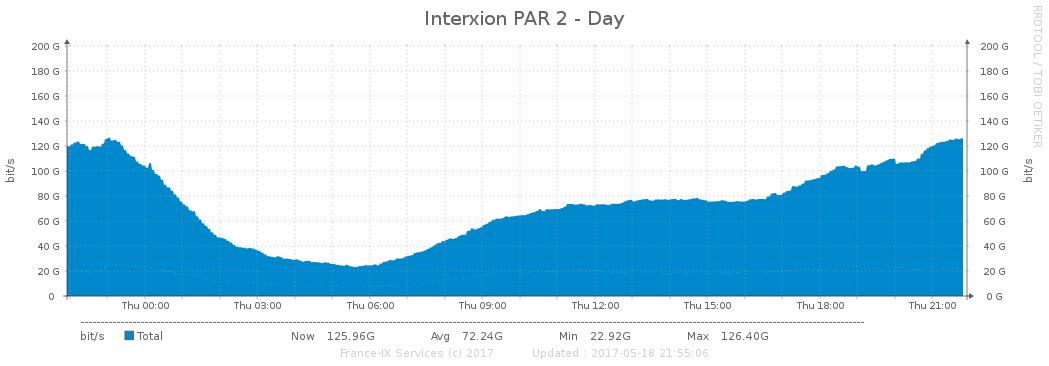 Interxion PAR 2 - Day
RRDTOOL / TOBI OETIKER
bit/s
bit/s
200 G 200 G
180 G 180 G
160 G 160 G
140 G 140 G
120 G 120 G
100 G 100 G
80 G 80 G
60 G 60 G
40 G 40 G
20 G 20 G
0 0 G
Thu 00:00 Thu 03:00 Thu 06:00 Thu 09:00 Thu 12:00 Thu 15:00 Thu 18:00 Thu 21:00
bit/s Total Now 125.96G Avg 72.24G Min 22.92G Max 126.40G
France-IX Services (c) 2017 Updated : 2017-05-18 21:55:06